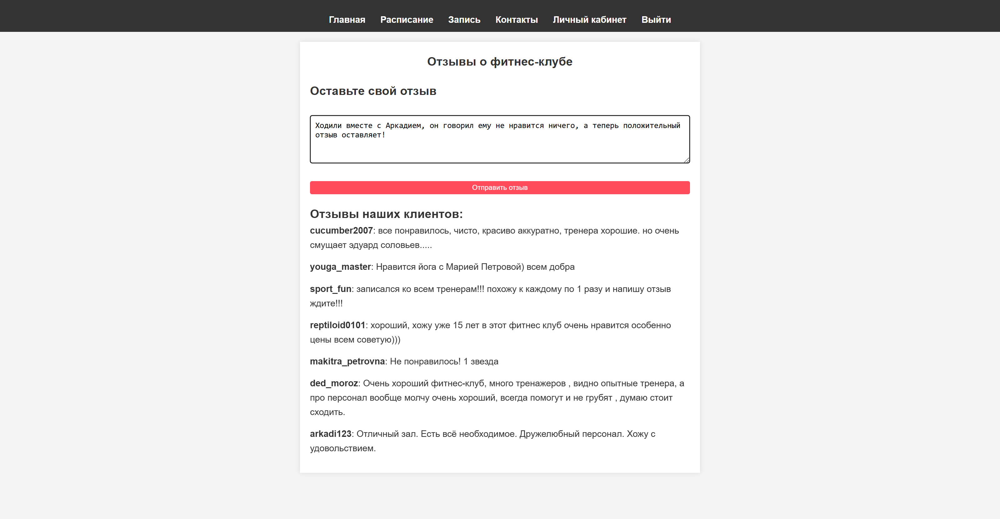 Главная Расписание Запись Контакты Личный кабинет Выйти
Отзывы о фитнес-клубе
Оставьте свой отзыв
Ходили вместе с Аркадием, он говорил ему не нравится ничего, а теперь положительный
отзыв оставляет!
Отправить отзыв
Отзывы наших клиентов:
cucumber2007: все понравилось, чисто, красиво аккуратно, тренера хорошие. но очень
смущает эдуард соловьев.....
youga_master: Нравится йога с Марией Петровой) всем добра
sport_fun: записался ко всем тренерам!!! похожу к каждому по 1 разу и напишу отзыв
ждите!!!
reptiloid0101: хороший, хожу уже 15 лет в этот фитнес клуб очень нравится особенно
цены всем советую)))
makitra_petrovna: Не понравилось! 1 звезда
ded_moroz: Очень хороший фитнес-клуб, много тренажеров , видно опытные тренера, а
про персонал вообще молчу очень хороший, всегда помогут и не грубят , думаю стоит
сходить.
arkadi123: Отличный зал. Есть всё необходимое. Дружелюбный персонал. Хожу с
удовольствием.